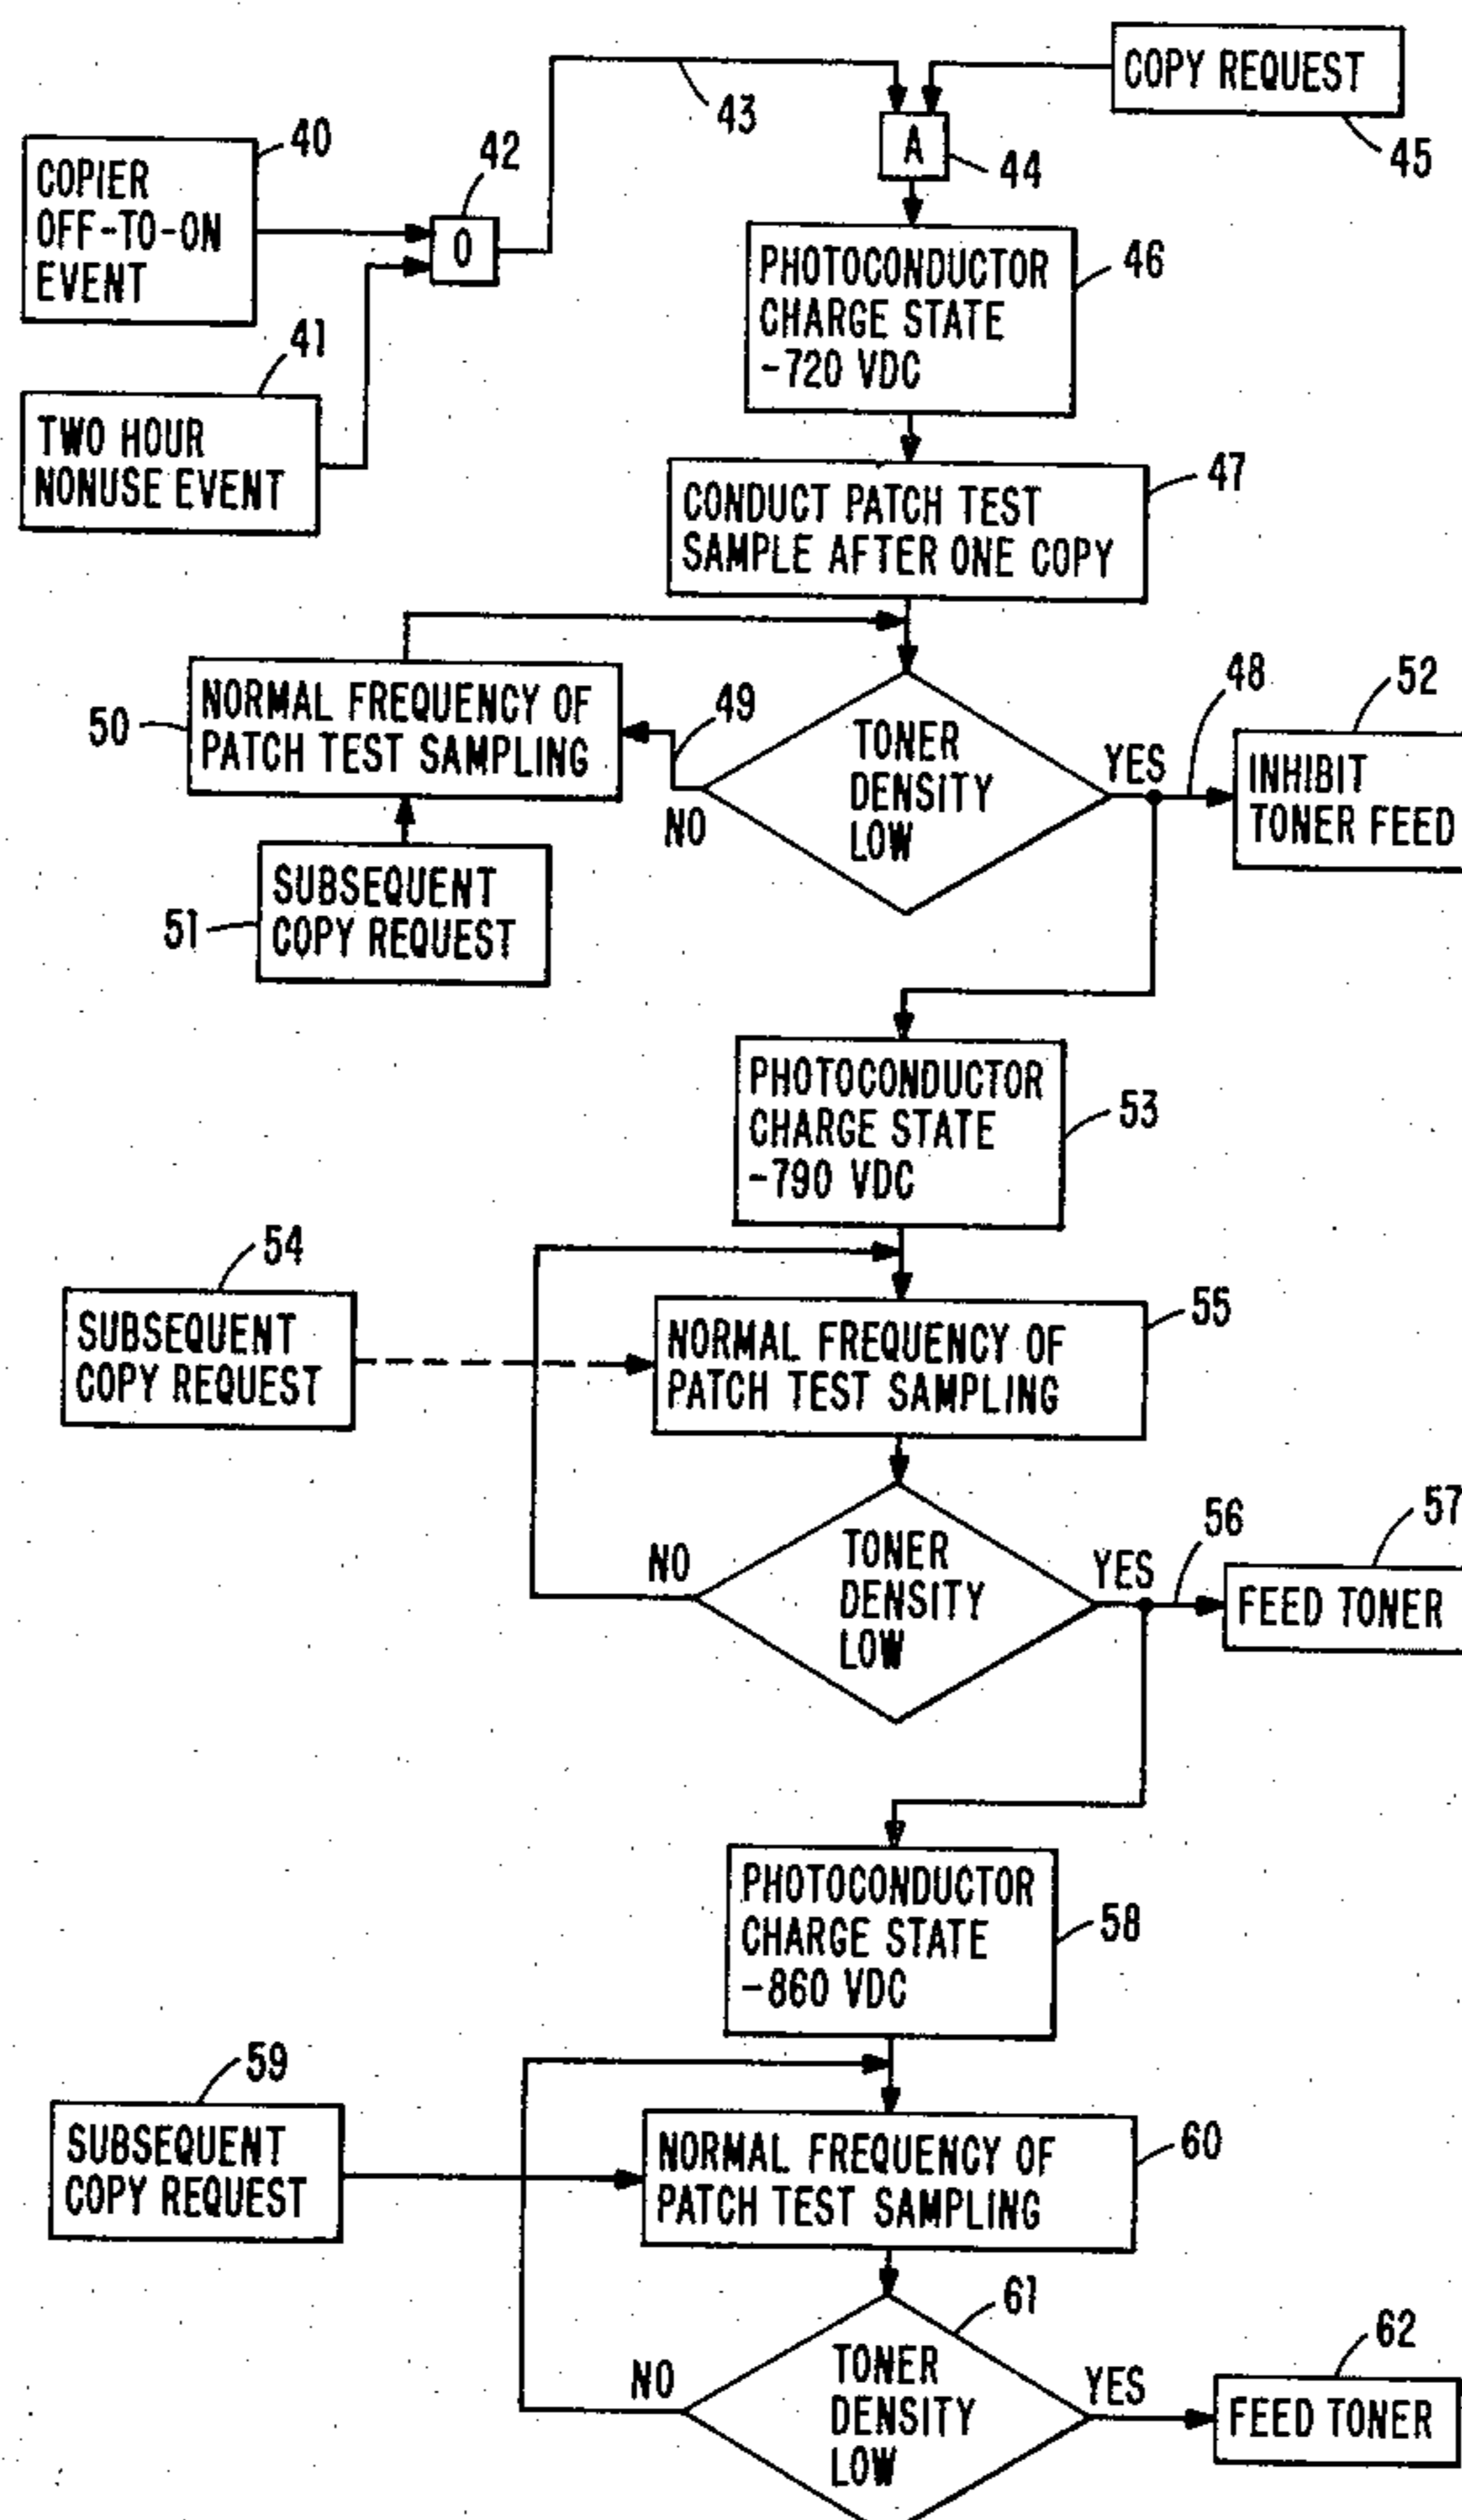 COPY REQUEST
45
43
A
44
40
COPIER
OFF-TO-ON
EVENT
42
O
41
TWO HOUR
NONUSE EVENT
PHOTOCONDUCTOR
CHARGE STATE
-720 VDC
46
CONDUCT PATCH TEST
SAMPLE AFTER ONE COPY
47
50
NORMAL FREQUENCY OF
PATCH TEST SAMPLING
49
NO
TONER
DENSITY
LOW
YES
48
52
INHIBIT
TONER FEED
51
SUBSEQUENT
COPY REQUEST
PHOTOCONDUCTOR
CHARGE STATE
-790 VDC
53
54
SUBSEQUENT
COPY REQUEST
NORMAL FREQUENCY OF
PATCH TEST SAMPLING
55
NO
TONER
DENSITY
LOW
YES
56
57
FEED TONER
PHOTOCONDUCTOR
CHARGE STATE
-860 VDC
58
59
SUBSEQUENT
COPY REQUEST
NORMAL FREQUENCY OF
PATCH TEST SAMPLING
60
61
NO
TONER
DENSITY
LOW
YES
62
FEED TONER